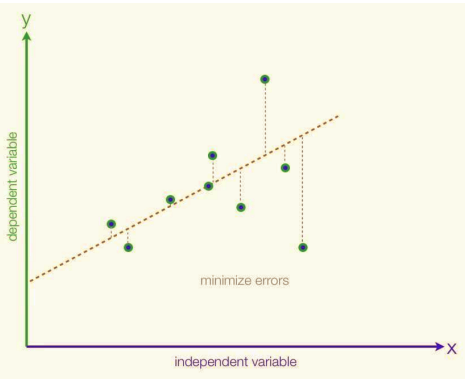 y
dependent variable
minimize errors
x
independent variable